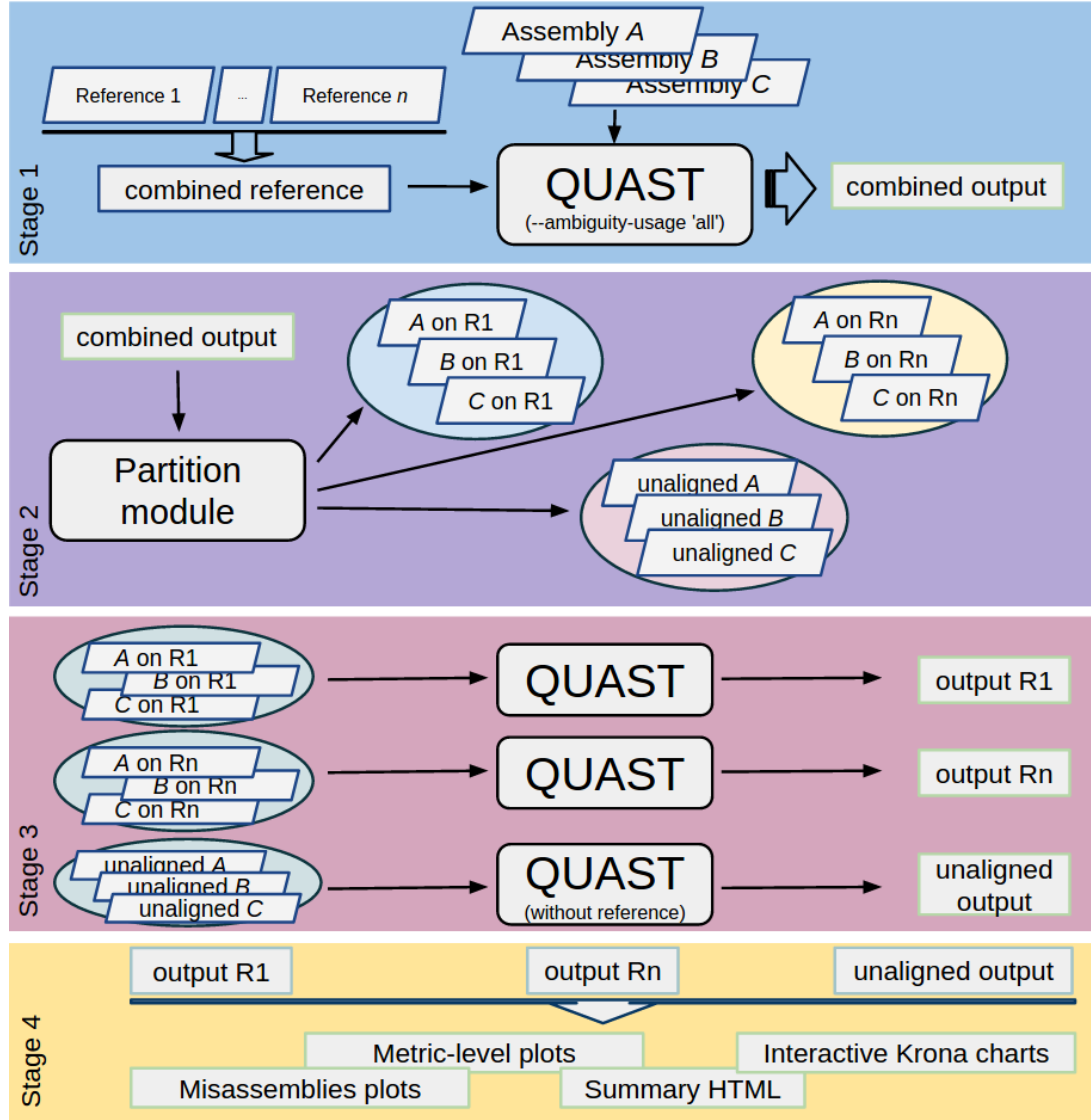 Stage 1
Assembly A
Assembly B
Assembly C
Reference 1
...
Reference n
combined reference
QUAST
(--ambiguity-usage 'all')
combined output
Stage 2
combined output
Partition
module
A on R1
B on R1
C on R1
A on Rn
B on Rn
C on Rn
unaligned A
unaligned B
unaligned C
Stage 3
A on R1
B on R1
C on R1
QUAST
output R1
A on Rn
B on Rn
C on Rn
QUAST
output Rn
unaligned A
unaligned B
unaligned C
QUAST
(without reference)
unaligned
output
Stage 4
output R1
output Rn
unaligned output
Metric-level plots
Interactive Krona charts
Misassemblies plots
Summary HTML